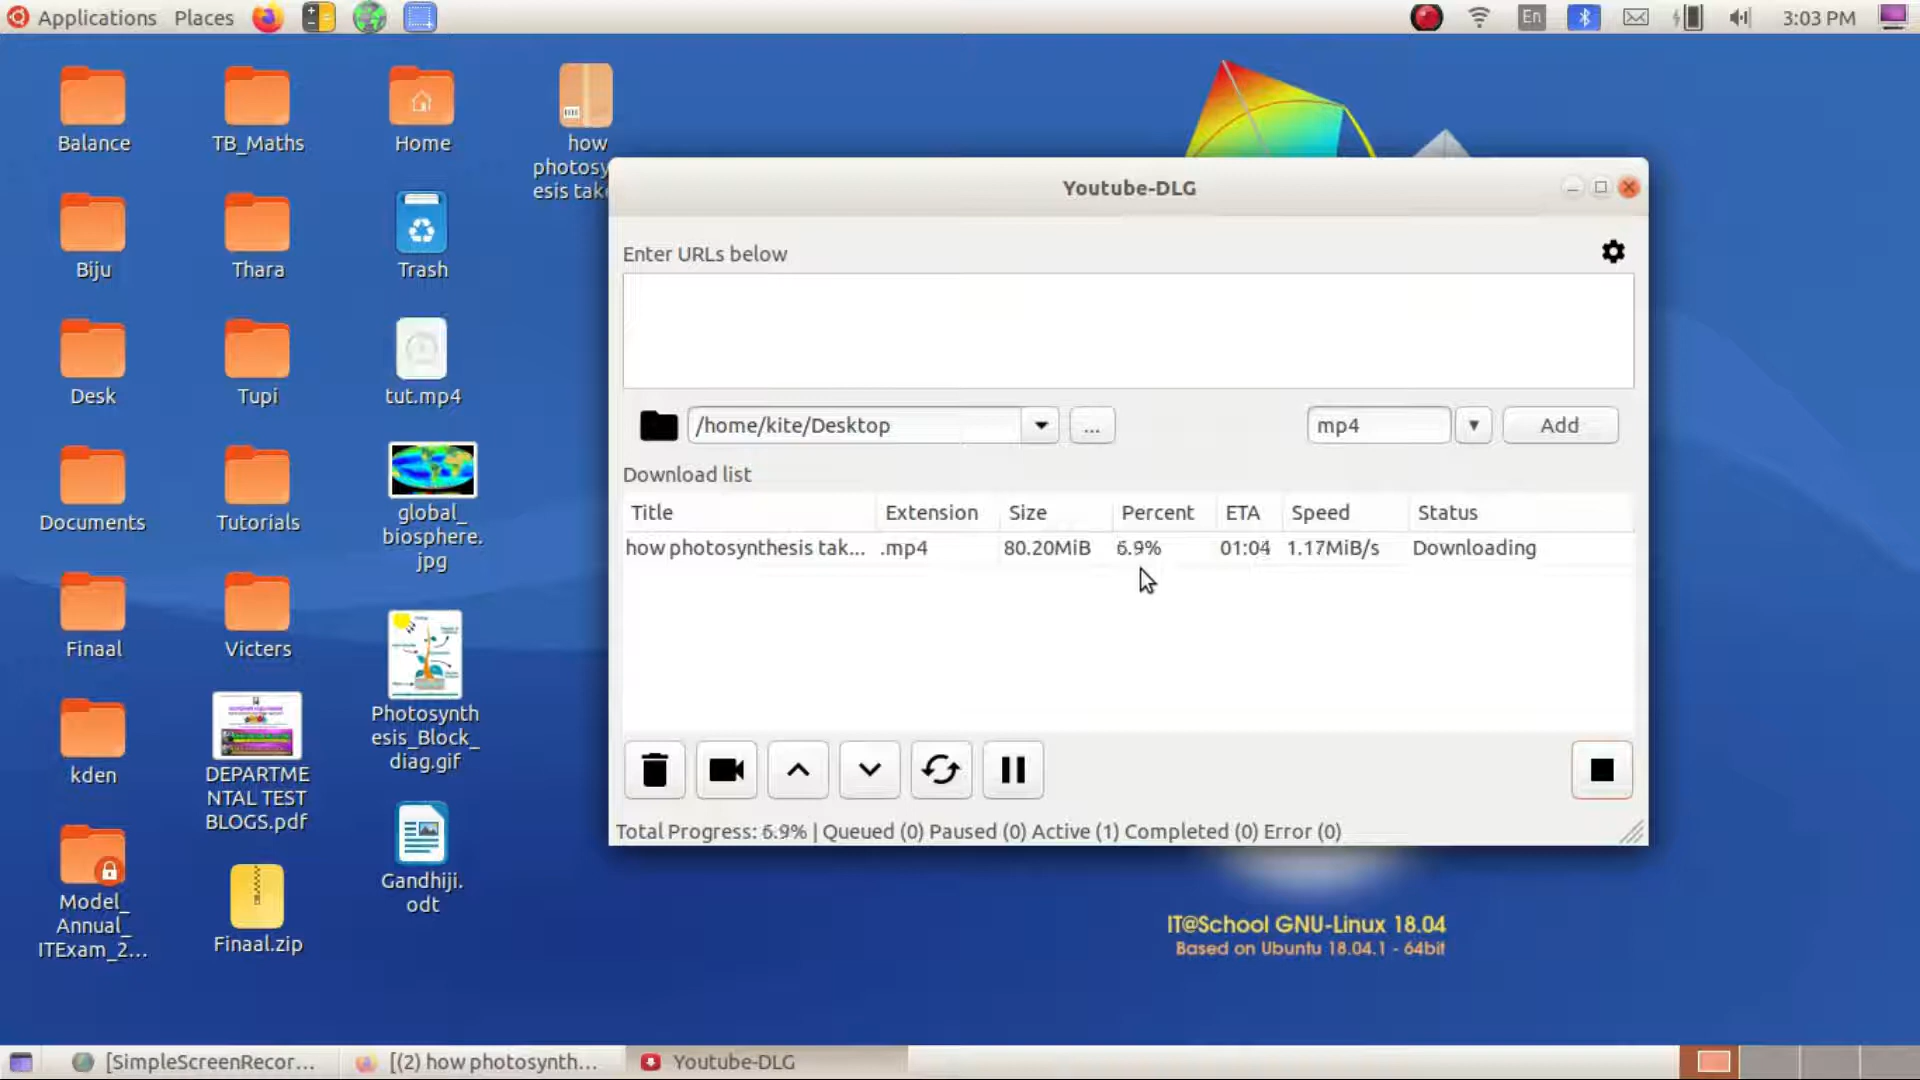 Applications Places En 3:03 PM
Balance
TB_Maths
Home
how
photosy
esis take
Biju
Thara
Trash
Desk
Tupi
tut.mp4
Documents
Tutorials
global_
biosphere.
jpg
Finaal
Victers
Photosynth
esis_Block_
diag.gif
kden
DEPARTME
NTAL TEST
BLOGS.pdf
Gandhiji.
odt
Model_
Annual_
ITExam_2...
Finaal.zip
Youtube-DLG
Enter URLs below
/home/kite/Desktop ... mp4 Add
Download list
Title Extension Size Percent ETA Speed Status
how photosynthesis tak... .mp4 80.20MiB 6.9% 01:04 1.17MiB/s Downloading
Total Progress: 6.9% | Queued (0) Paused (0) Active (1) Completed (0) Error (0)
IT@School GNU-Linux 18.04
Based on Ubuntu 18.04.1 - 64bit
[SimpleScreenRecor... [(2) how photosynth... Youtube-DLG